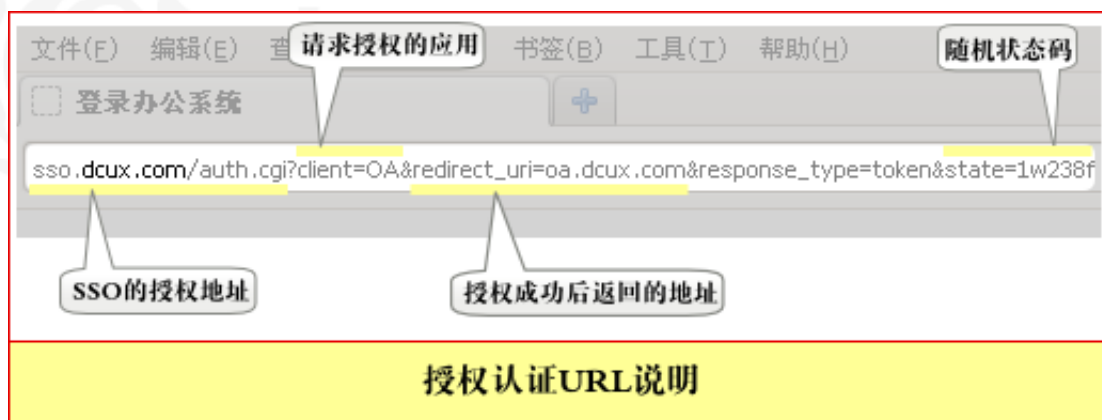 文件(F) 编辑(E) 查 请求授权的应用 书签(B) 工具(T) 帮助(H) 随机状态码
登录办公系统
sso.dcux.com/auth.cgi?client=OA&redirect_uri=oa.dcux.com&response_type=token&state=1w238f
SSO的授权地址 授权成功后返回的地址
授权认证URL说明